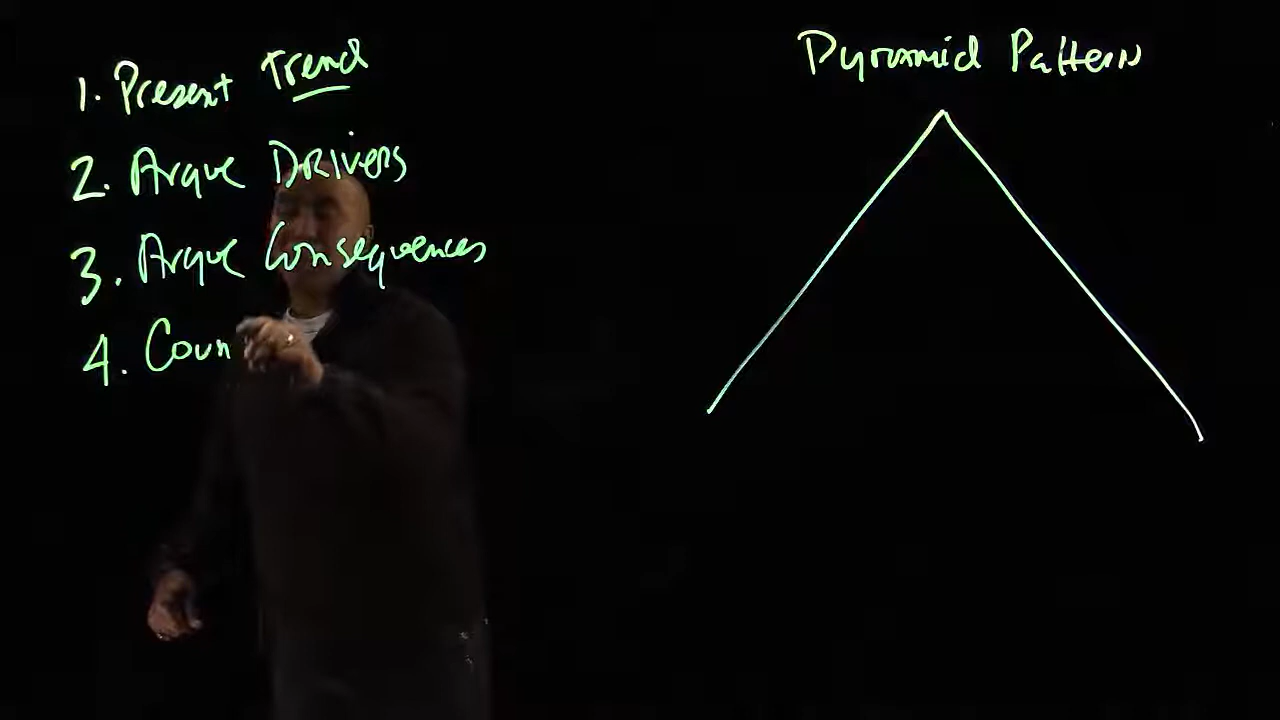 1. Present Trend
2. Argue Drivers
3. Argue Consequences
4. Coun
Pyramid Pattern